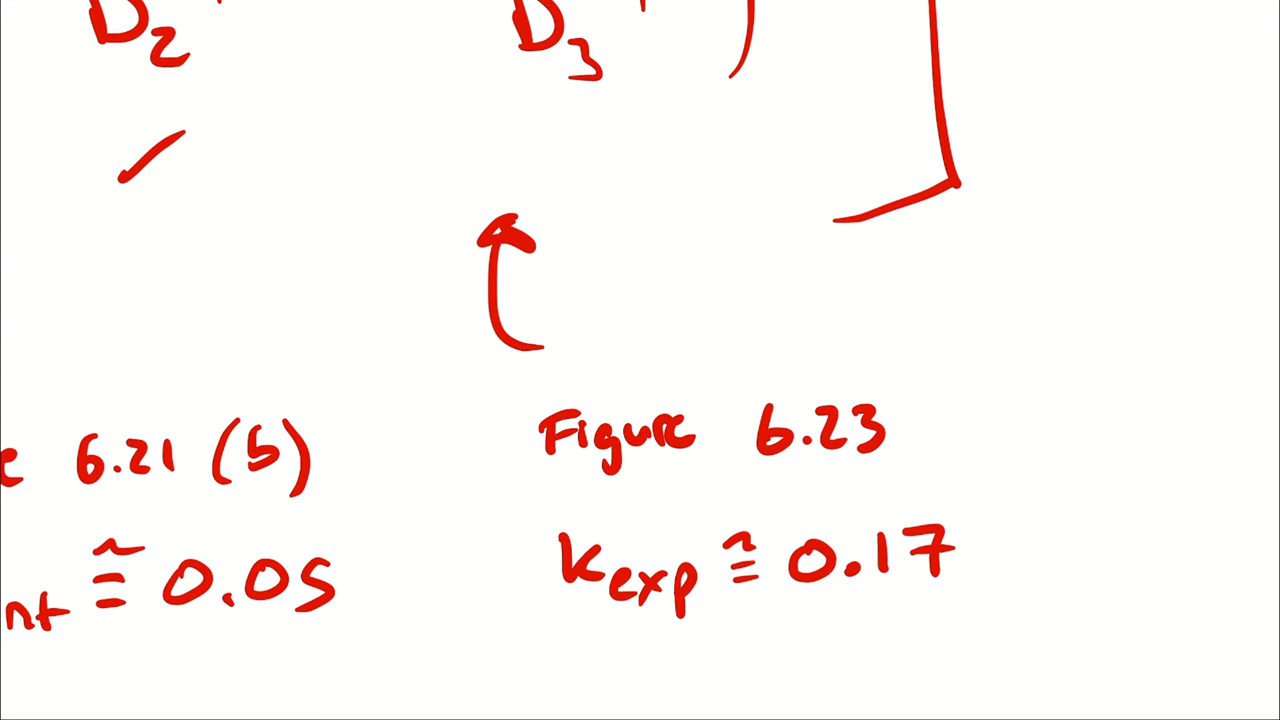 D₂ D₃ )
6.21 (b) Figure 6.23
nt ≅ 0.05 Kexp ≅ 0.17